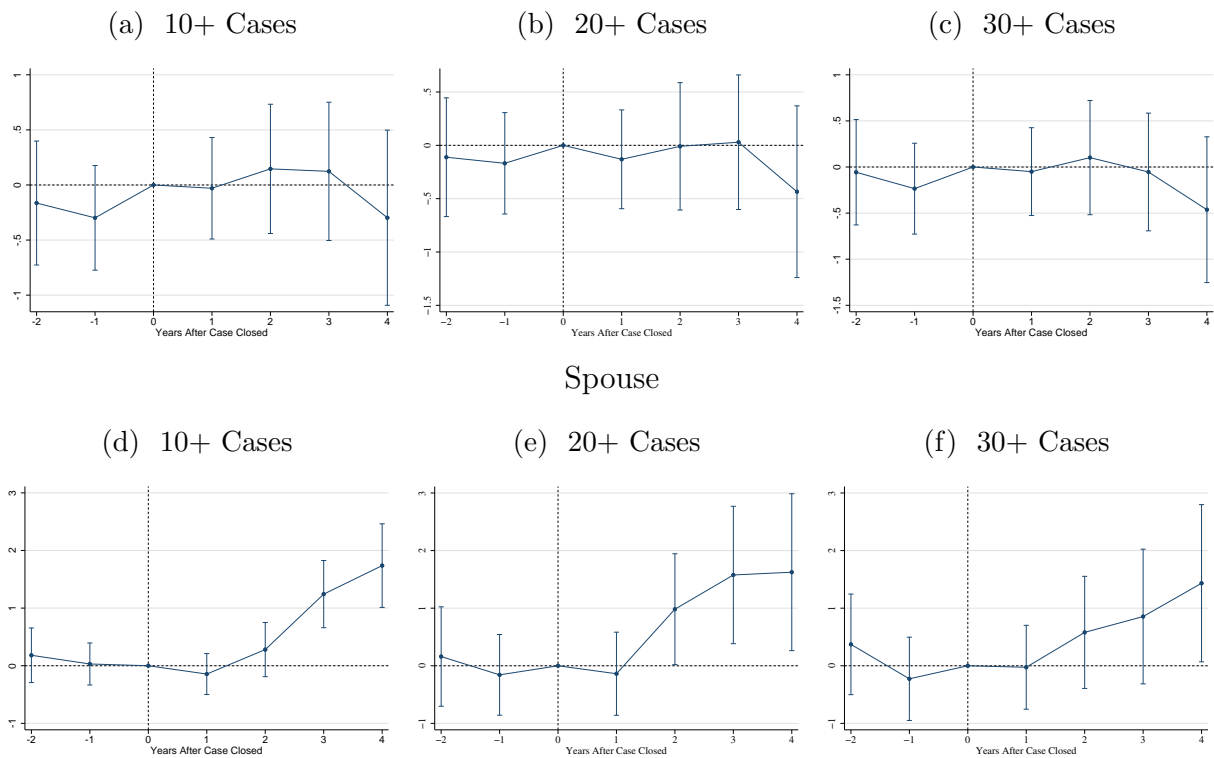 (a) 10+ Cases
(b) 20+ Cases
(c) 30+ Cases
1
.5
0
-.5
-1
-2 -1 0 1 2 3 4
Years After Case Closed
.5
0
−.5
−1
−1.5
−2 −1 0 1 2 3 4
Years After Case Closed
1
.5
0
-.5
-1
-1.5
-2 -1 0 1 2 3 4
Years After Case Closed
Spouse
(d) 10+ Cases
(e) 20+ Cases
(f) 30+ Cases
3
2
1
0
-1
-2 -1 0 1 2 3 4
Years After Case Closed
3
2
1
0
−1
−2 −1 0 1 2 3 4
Years After Case Closed
3
2
1
0
−1
−2 −1 0 1 2 3 4
Years After Case Closed